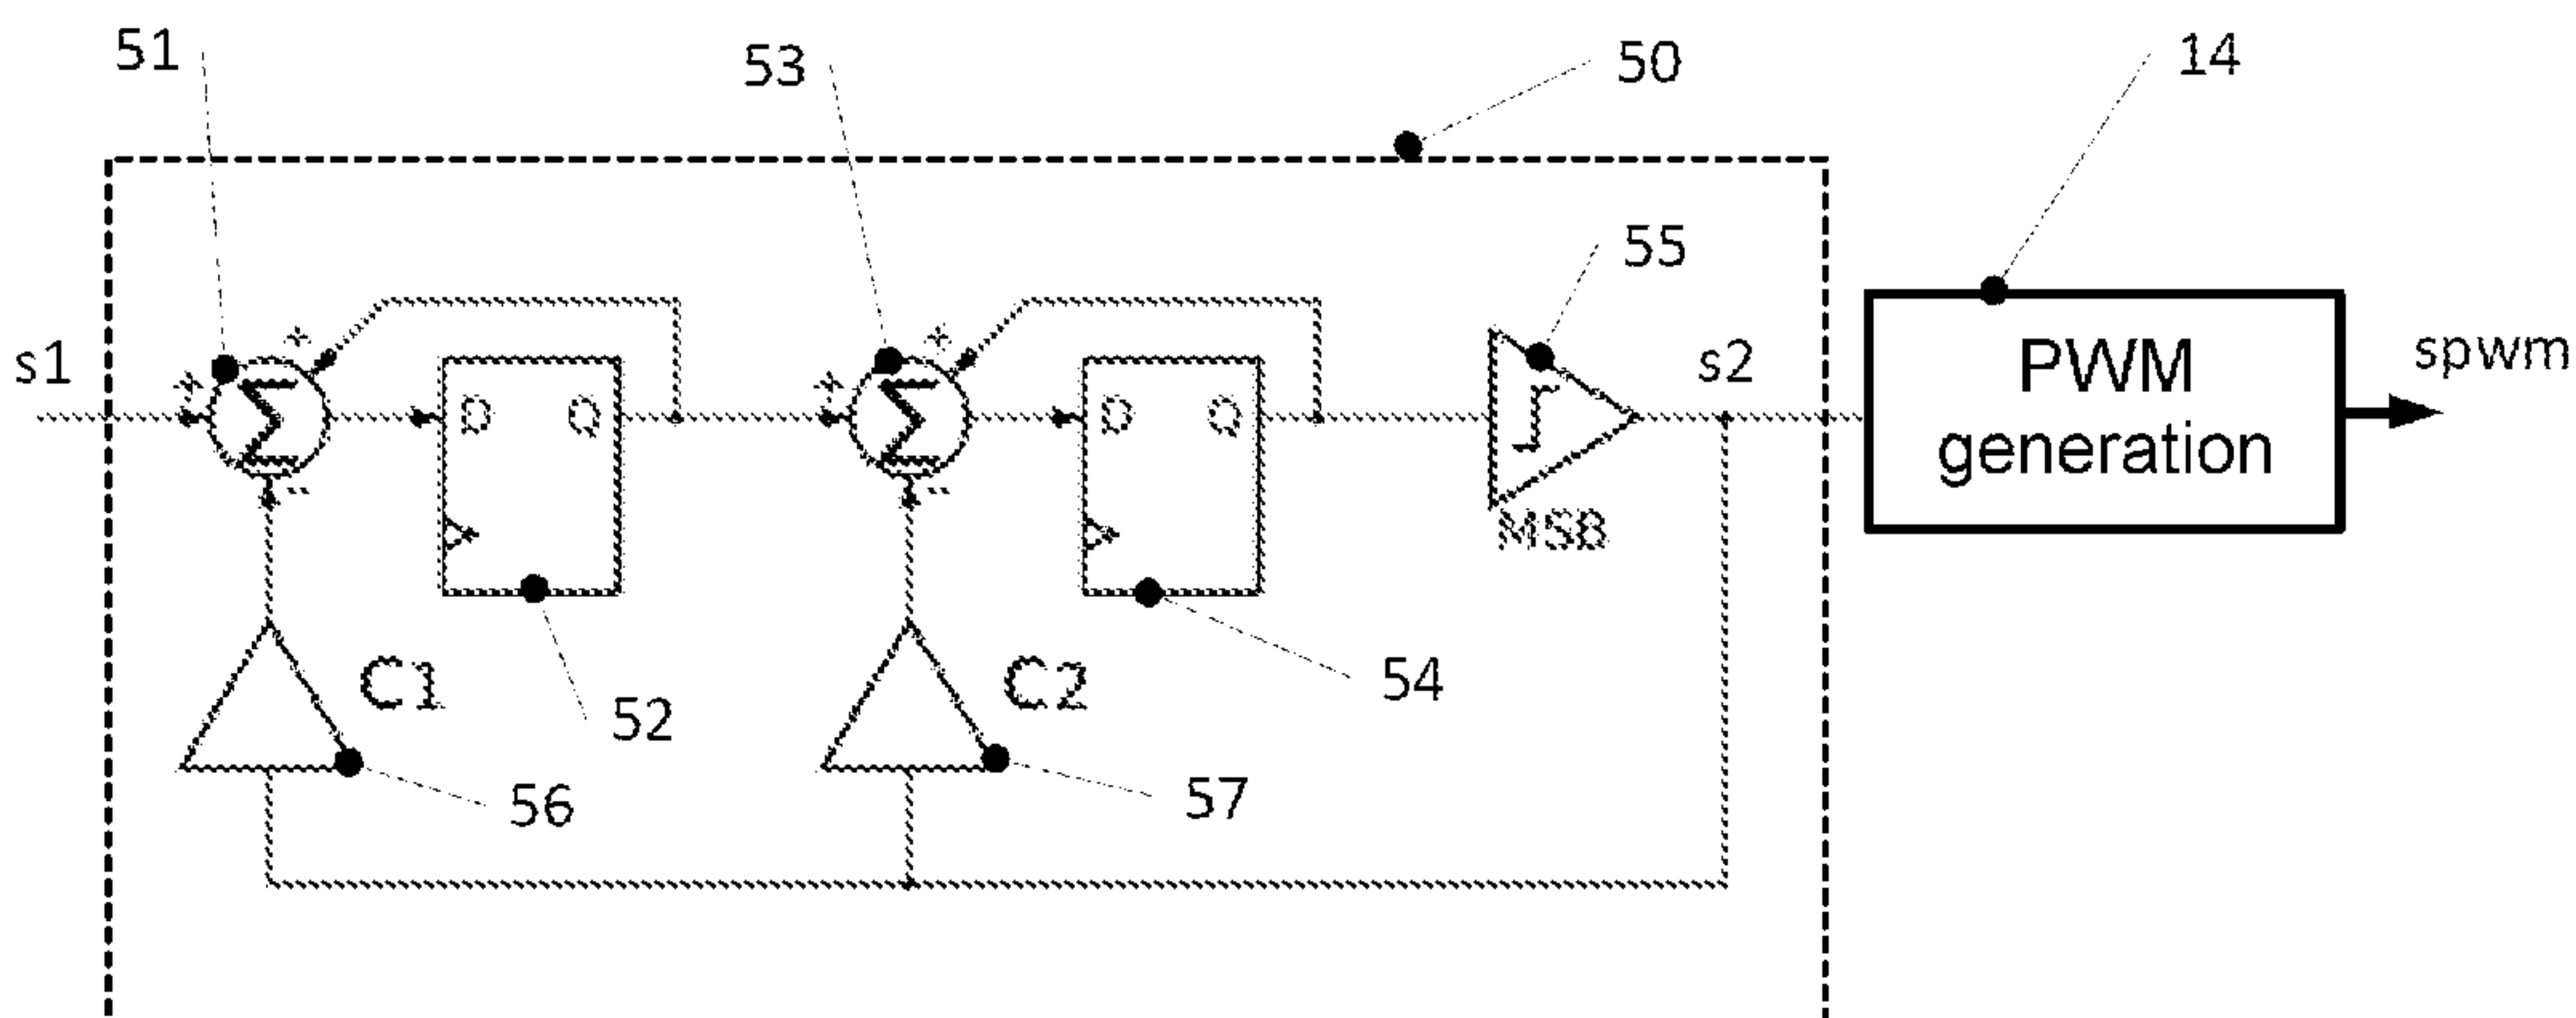 51
53
50
14
55
s1
s2
spwm
D Q
D Q
PWM
generation
MSB
C1
C2
52
54
56
57